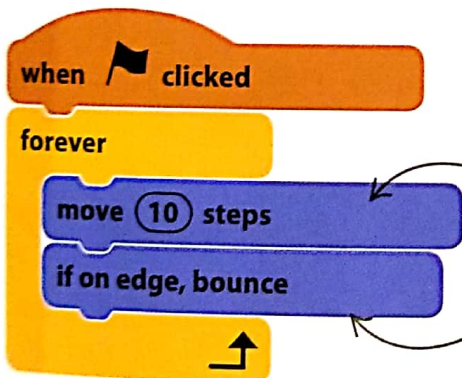 when clicked
forever
move 10 steps
if on edge, bounce